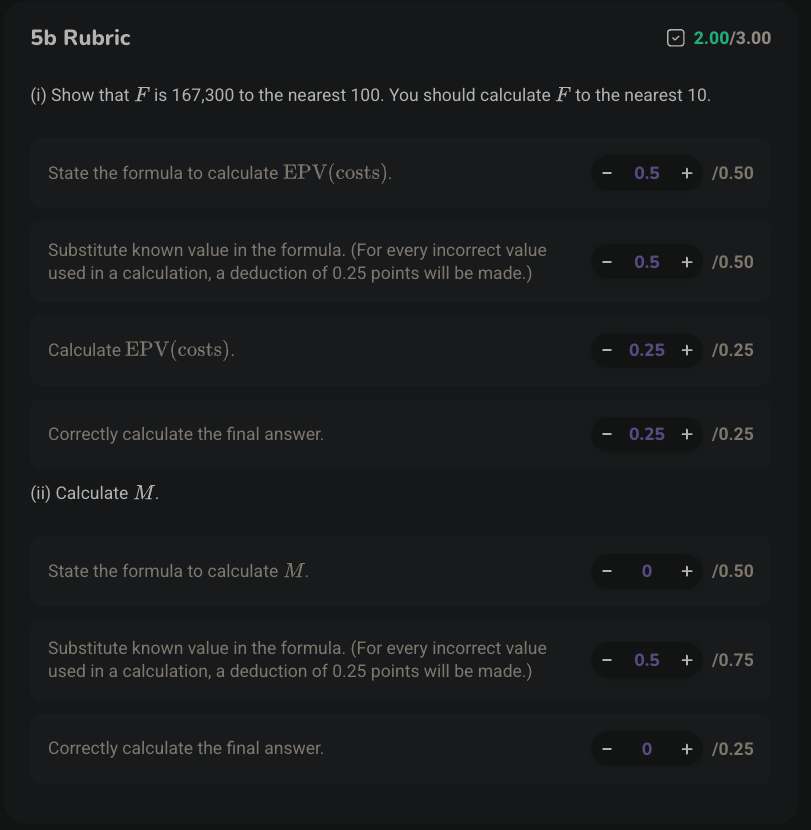 5b Rubric
2.00/3.00
(i) Show that F is 167,300 to the nearest 100. You should calculate F to the nearest 10.
State the formula to calculate EPV(costs).
- 0.5 + /0.50
Substitute known value in the formula. (For every incorrect value
used in a calculation, a deduction of 0.25 points will be made.)
- 0.5 + /0.50
Calculate EPV(costs).
- 0.25 + /0.25
Correctly calculate the final answer.
- 0.25 + /0.25
(ii) Calculate M.
State the formula to calculate M.
- 0 + /0.50
Substitute known value in the formula. (For every incorrect value
used in a calculation, a deduction of 0.25 points will be made.)
- 0.5 + /0.75
Correctly calculate the final answer.
- 0 + /0.25